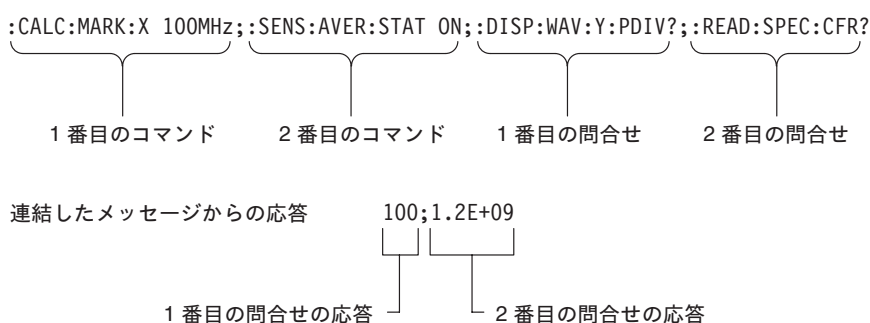 :CALC:MARK:X 100MHz;:SENS:AVER:STAT ON;:DISP:WAV:Y:PDIV?;:READ:SPEC:CFR?
1 番目のコマンド 2 番目のコマンド 1 番目の問合せ 2 番目の問合せ
連結したメッセージからの応答 100;1.2E+09
1 番目の問合せの応答 2 番目の問合せの応答